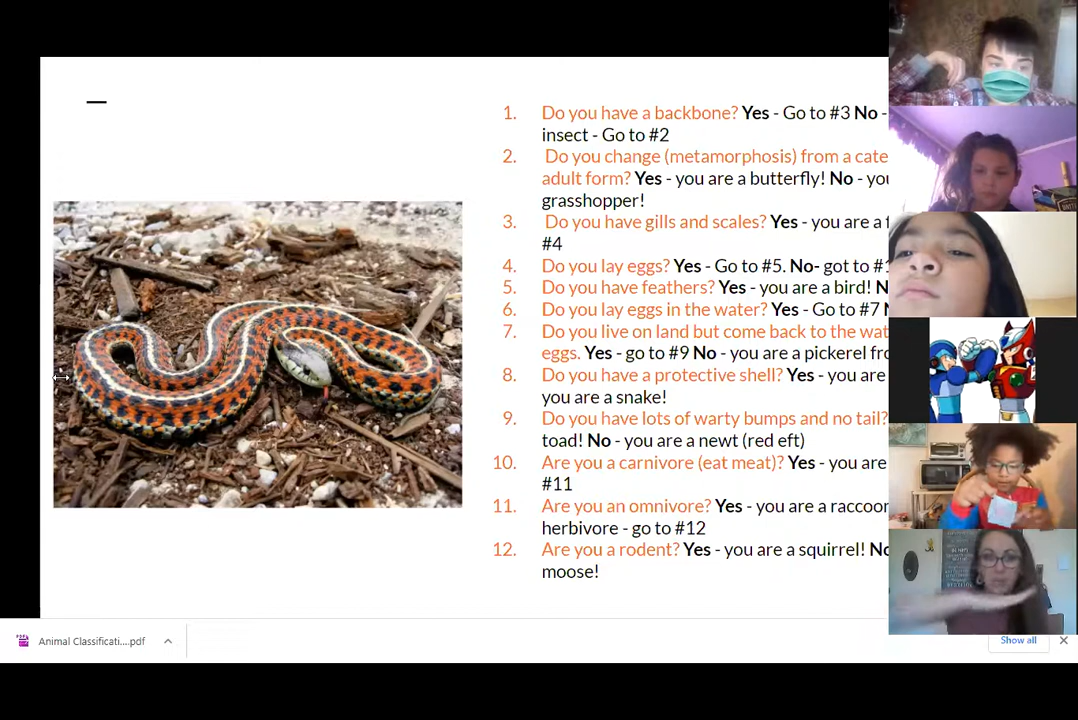 1. Do you have a backbone? Yes - Go to #3 No -
insect - Go to #2
2. Do you change (metamorphosis) from a cate
adult form? Yes - you are a butterfly! No - you
grasshopper!
3. Do you have gills and scales? Yes - you are a f
#4
4. Do you lay eggs? Yes - Go to #5. No- got to #1
5. Do you have feathers? Yes - you are a bird! N
6. Do you lay eggs in the water? Yes - Go to #7 N
7. Do you live on land but come back to the wat
eggs. Yes - go to #9 No - you are a pickerel fro
8. Do you have a protective shell? Yes - you are
you are a snake!
9. Do you have lots of warty bumps and no tail?
toad! No - you are a newt (red eft)
10. Are you a carnivore (eat meat)? Yes - you are
#11
11. Are you an omnivore? Yes - you are a raccoor
herbivore - go to #12
12. Are you a rodent? Yes - you are a squirrel! No
moose!
Animal Classificati....pdf
Show all